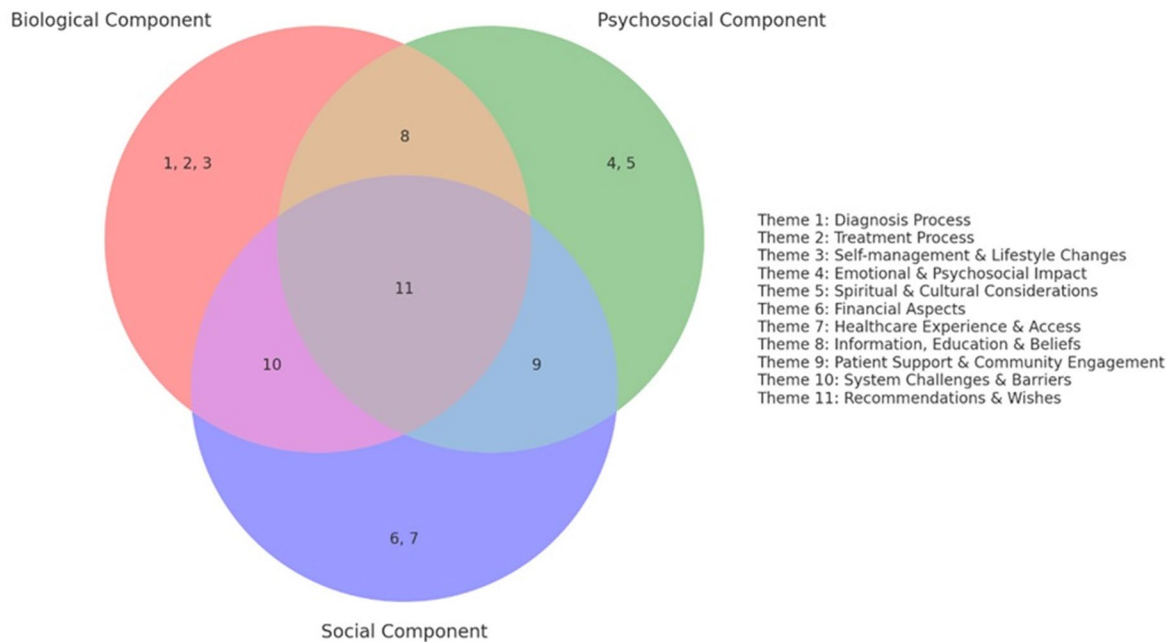 Biological Component
Psychosocial Component
8
1, 2, 3
4, 5
Theme 1: Diagnosis Process
Theme 2: Treatment Process
Theme 3: Self-management & Lifestyle Changes
Theme 4: Emotional & Psychosocial Impact
Theme 5: Spiritual & Cultural Considerations
Theme 6: Financial Aspects
Theme 7: Healthcare Experience & Access
Theme 8: Information, Education & Beliefs
Theme 9: Patient Support & Community Engagement
Theme 10: System Challenges & Barriers
Theme 11: Recommendations & Wishes
11
10
9
6, 7
Social Component